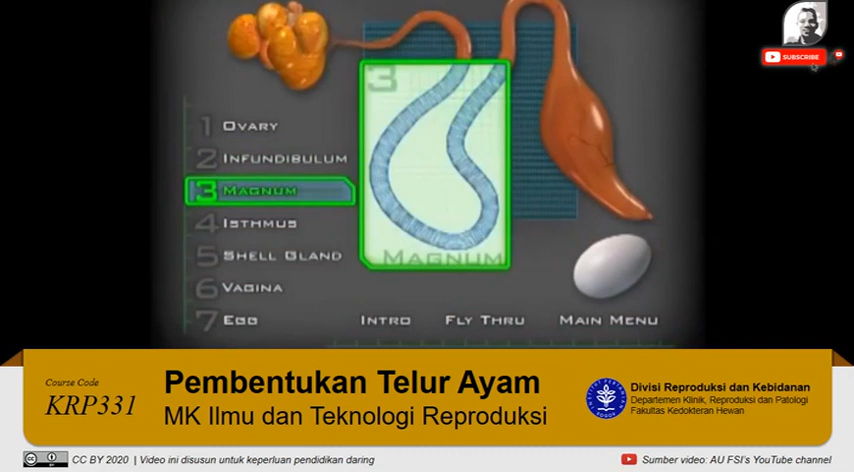 SUBSCRIBE
3
MAGNUM
1 OVARY
2 INFUNDIBULUM
3 MAGNUM
4 ISTHMUS
5 SHELL GLAND
6 VAGINA
7 EGG
INTRO FLY THRU MAIN MENU
Course Code
KRP331
Pembentukan Telur Ayam
MK Ilmu dan Teknologi Reproduksi
Divisi Reproduksi dan Kebidanan
Departemen Klinik, Reproduksi dan Patologi
Fakultas Kedokteran Hewan
CC BY 2020 | Video ini disusun untuk keperluan pendidikan daring
Sumber video: AU FSI's YouTube channel